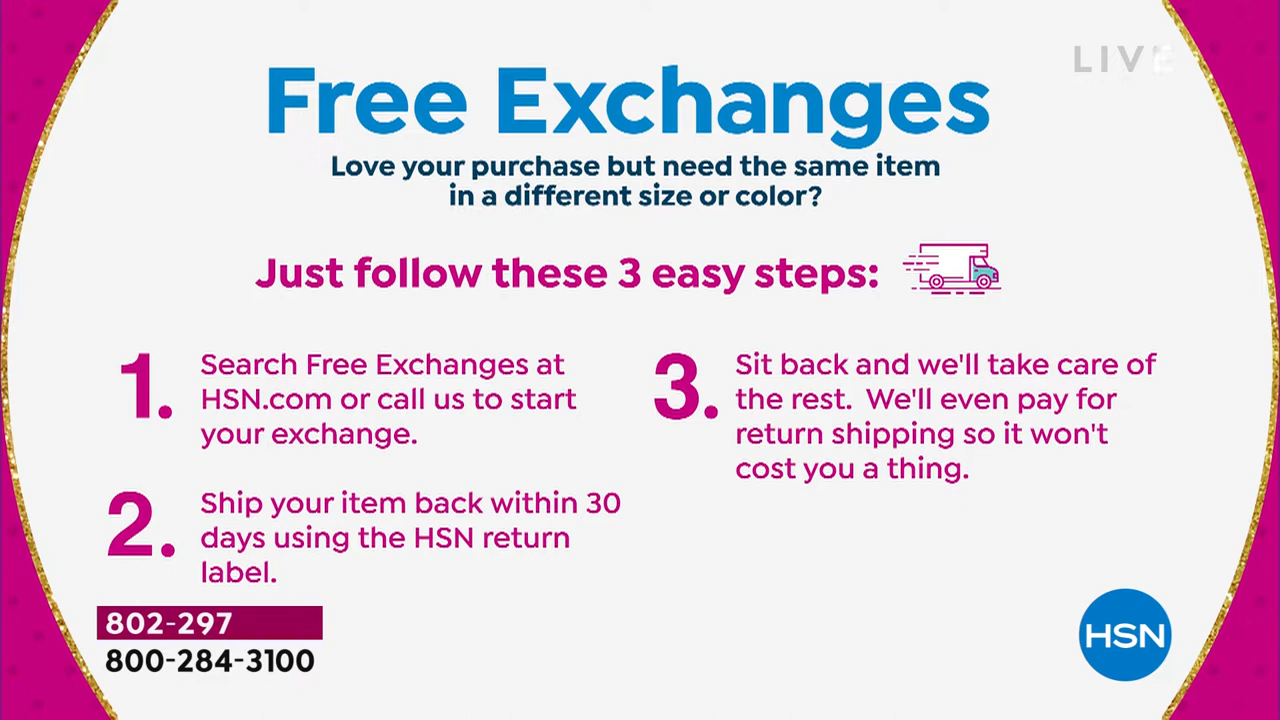 LIVE
Free Exchanges
Love your purchase but need the same item
in a different size or color?
Just follow these 3 easy steps:
1. Search Free Exchanges at
HSN.com or call us to start
your exchange.
2. Ship your item back within 30
days using the HSN return
label.
3. Sit back and we'll take care of
the rest. We'll even pay for
return shipping so it won't
cost you a thing.
802-297
800-284-3100
HSN